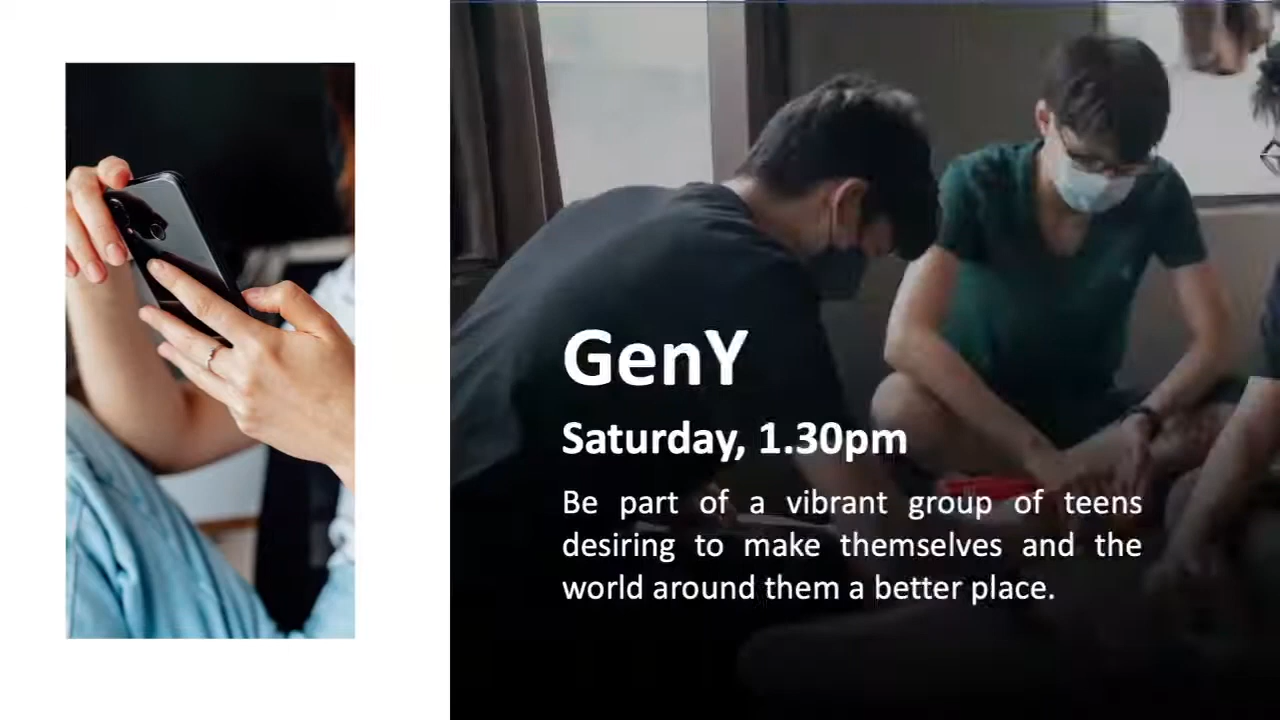 GenY
Saturday, 1.30pm
Be part of a vibrant group of teens
desiring to make themselves and the
world around them a better place.